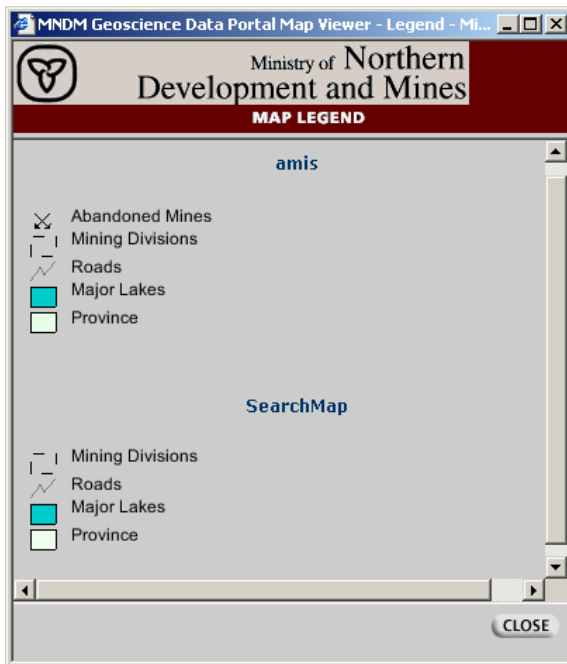 MNDM Geoscience Data Portal Map Viewer - Legend - Mi...
Ministry of Northern
Development and Mines
MAP LEGEND
amis
Abandoned Mines
Mining Divisions
Roads
Major Lakes
Province
SearchMap
Mining Divisions
Roads
Major Lakes
Province
CLOSE